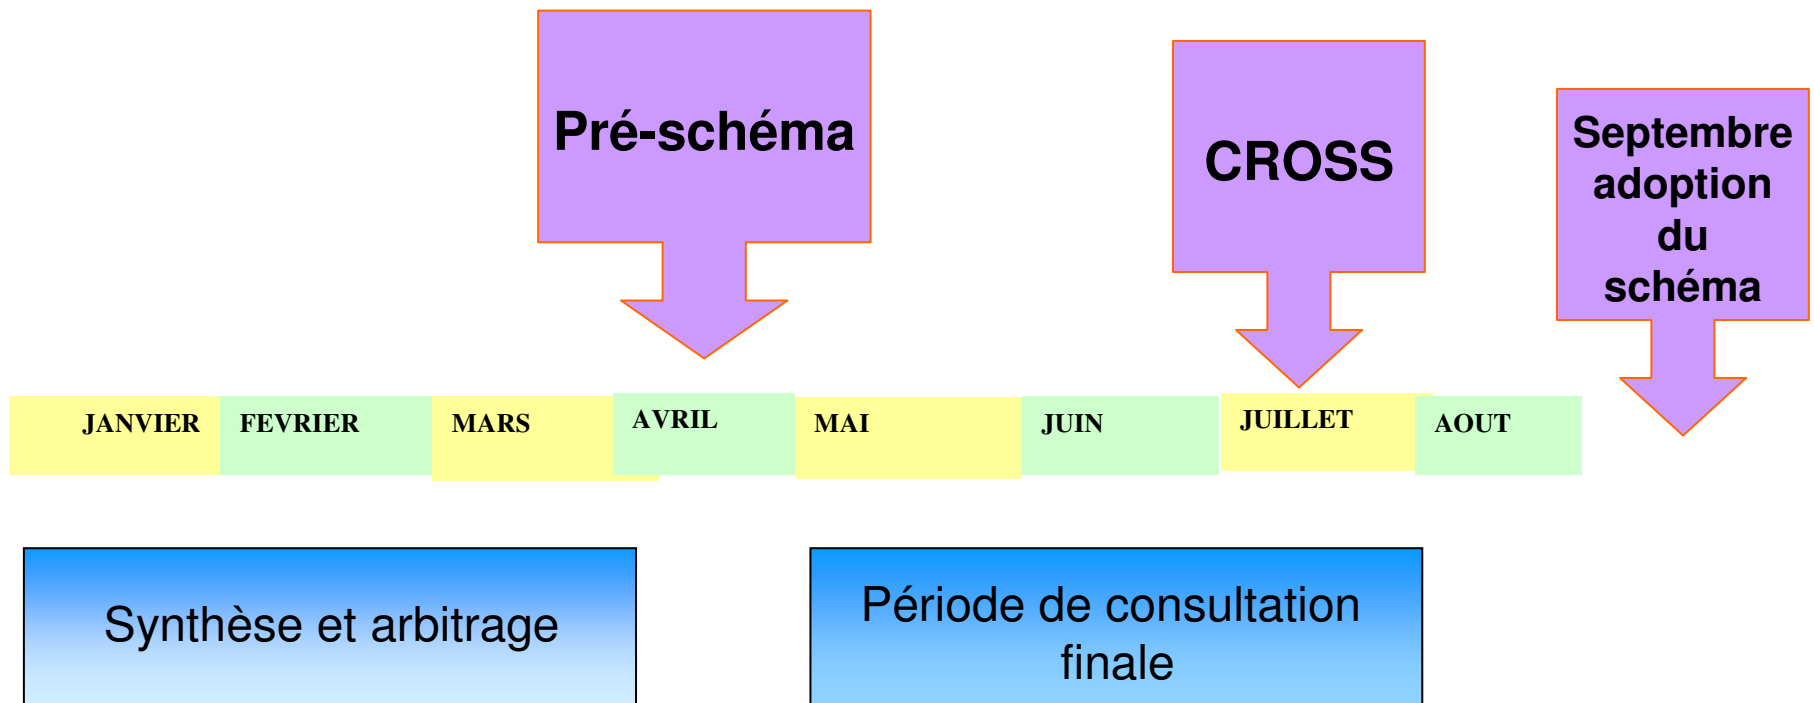 Pré-schéma
CROSS
Septembre
adoption
du
schéma
JANVIER
FEVRIER
MARS
AVRIL
MAI
JUIN
JUILLET
AOUT
Synthèse et arbitrage
Période de consultation
finale